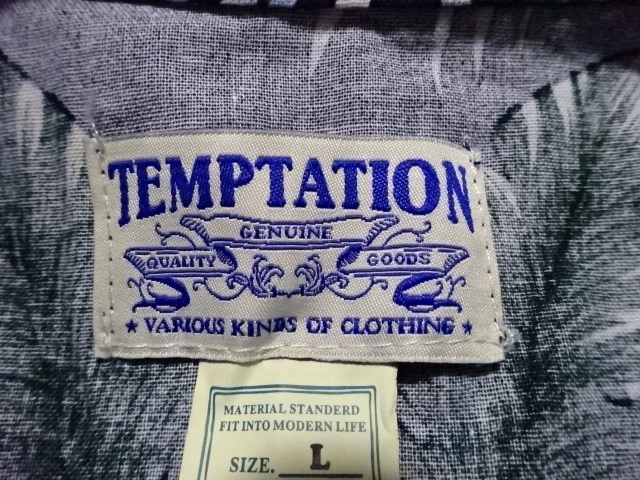 TEMPTATION
GENUINE
QUALITY GOODS
★ VARIOUS KINDS OF CLOTHING ★
MATERIAL STANDERD
FIT INTO MODERN LIFE
SIZE. L